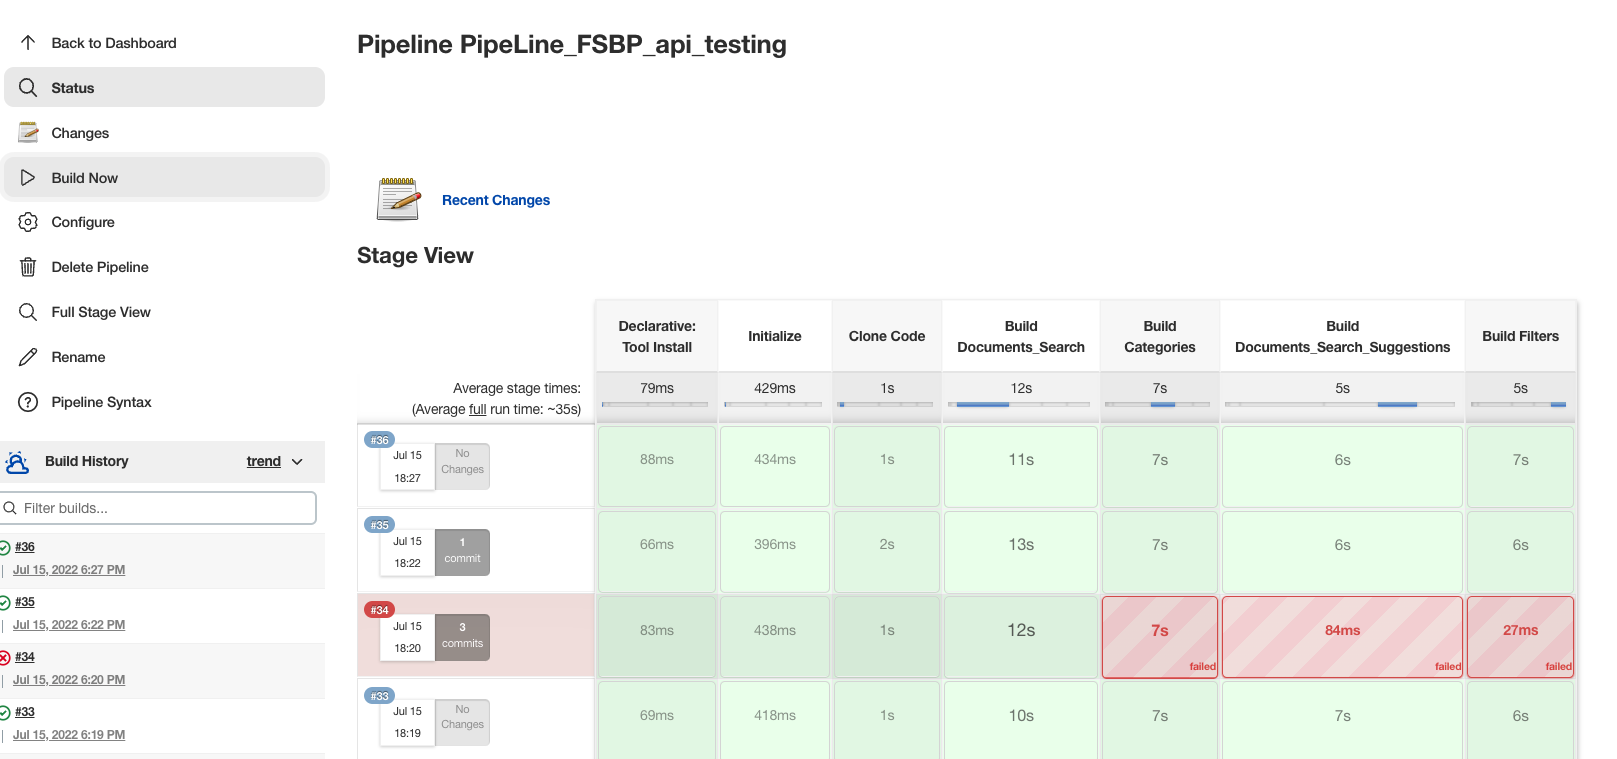 Back to Dashboard
Status
Changes
Build Now
Configure
Delete Pipeline
Full Stage View
Rename
Pipeline Syntax
Build History
trend
Filter builds...
#36
Jul 15, 2022 6:27 PM
#35
Jul 15, 2022 6:22 PM
#34
Jul 15, 2022 6:20 PM
#33
Jul 15, 2022 6:19 PM
Pipeline PipeLine_FSBP_api_testing
Recent Changes
Stage View
Declarative:
Tool Install
Initialize
Clone Code
Build
Documents_Search
Build
Categories
Build
Documents_Search_Suggestions
Build Filters
Average stage times:
(Average full run time: ~35s)
79ms
429ms
1s
12s
7s
5s
5s
#36
Jul 15
18:27
No
Changes
88ms
434ms
1s
11s
7s
6s
7s
#35
Jul 15
18:22
1
commit
66ms
396ms
2s
13s
7s
6s
6s
#34
Jul 15
18:20
3
commits
83ms
438ms
1s
12s
7s
failed
84ms
failed
27ms
failed
#33
Jul 15
18:19
No
Changes
69ms
418ms
1s
10s
7s
7s
6s